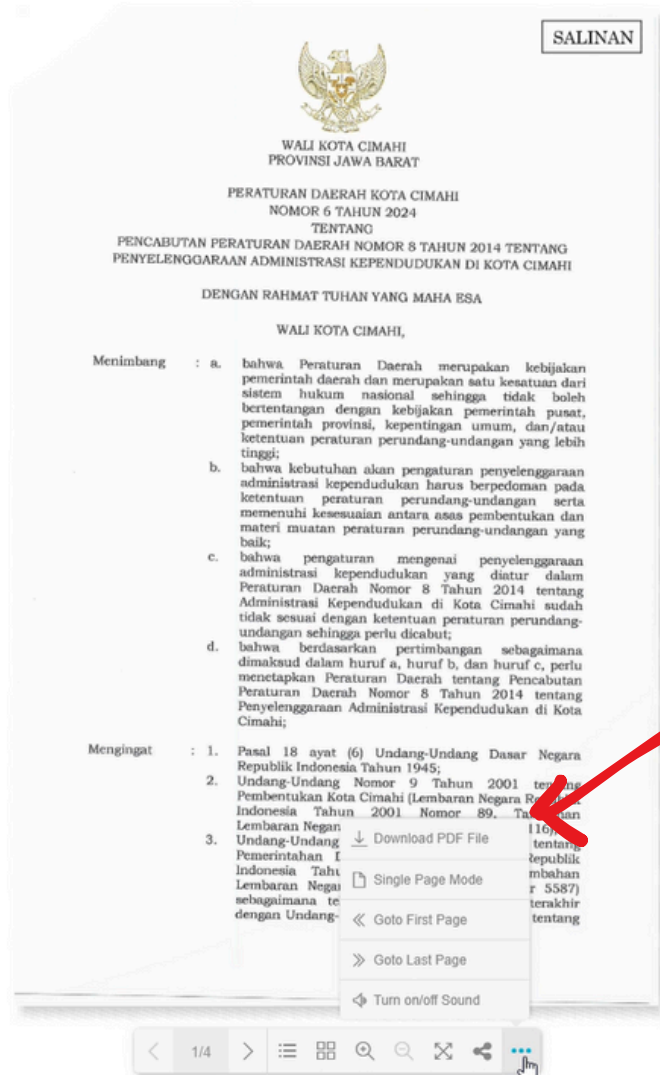 SALINAN
WALI KOTA CIMAHI
PROVINSI JAWA BARAT
PERATURAN DAERAH KOTA CIMAHI
NOMOR 6 TAHUN 2024
TENTANG
PENCABUTAN PERATURAN DAERAH NOMOR 8 TAHUN 2014 TENTANG
PENYELENGGARAAN ADMINISTRASI KEPENDUDUKAN DI KOTA CIMAHI
DENGAN RAHMAT TUHAN YANG MAHA ESA
WALI KOTA CIMAHI,
Menimbang : a. bahwa Peraturan Daerah merupakan kebijakan
pemerintah daerah dan merupakan satu kesatuan dari
sistem hukum nasional sehingga tidak boleh
bertentangan dengan kebijakan pemerintah pusat,
pemerintah provinsi, kepentingan umum, dan/atau
ketentuan peraturan perundang-undangan yang lebih
tinggi;
b. bahwa kebutuhan akan pengaturan penyelenggaraan
administrasi kependudukan harus berpedoman pada
ketentuan peraturan perundang-undangan serta
memenuhi kesesuaian antara asas pembentukan dan
materi muatan peraturan perundang-undangan yang
baik;
c. bahwa pengaturan mengenai penyelenggaraan
administrasi kependudukan yang diatur dalam
Peraturan Daerah Nomor 8 Tahun 2014 tentang
Administrasi Kependudukan di Kota Cimahi sudah
tidak sesuai dengan ketentuan peraturan perundang-
undangan sehingga perlu dicabut;
d. bahwa berdasarkan pertimbangan sebagaimana
dimaksud dalam huruf a, huruf b, dan huruf c, perlu
menetapkan Peraturan Daerah tentang Pencabutan
Peraturan Daerah Nomor 8 Tahun 2014 tentang
Penyelenggaraan Administrasi Kependudukan di Kota
Cimahi;
Mengingat : 1. Pasal 18 ayat (6) Undang-Undang Dasar Negara
Republik Indonesia Tahun 1945;
2. Undang-Undang Nomor 9 Tahun 2001 tentang
Pembentukan Kota Cimahi (Lembaran Negara Republik
Indonesia Tahun 2001 Nomor 89,
Lembaran Negara 116);
3. Undang-Undang tentang
Pemerintahan Republik
Indonesia
Lembaran 5587)
sebagaimana terakhir
dengan Undang- tentang
Download PDF File
Single Page Mode
Goto First Page
Goto Last Page
Turn on/off Sound
1/4